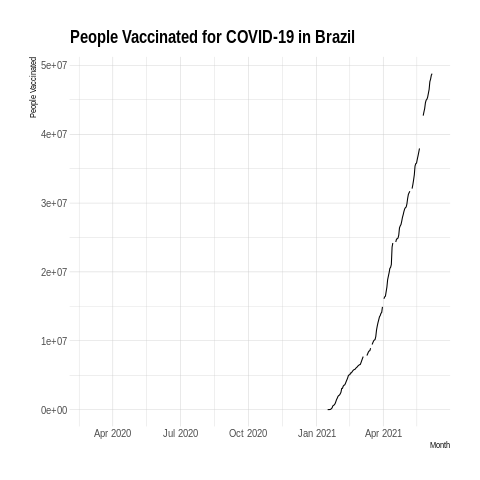 People Vaccinated for COVID-19 in Brazil
People Vaccinated
5e+07
4e+07
3e+07
2e+07
1e+07
0e+00
Apr 2020 Jul 2020 Oct 2020 Jan 2021 Apr 2021
Month